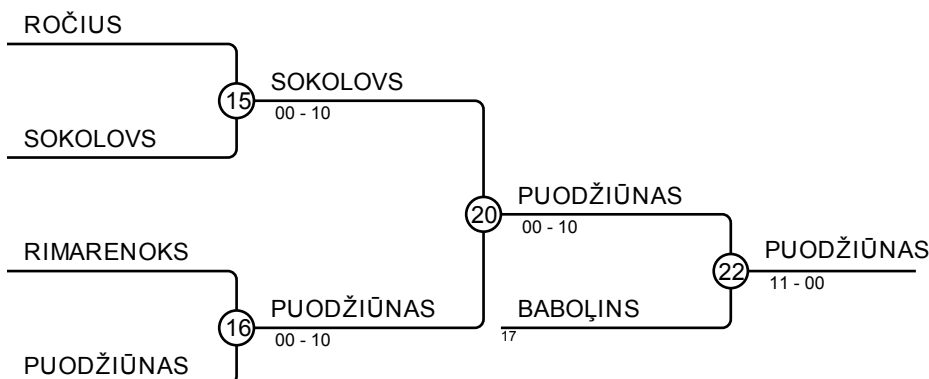 ROČIUS
15
SOKOLOVS
00 - 10
SOKOLOVS
20
PUODŽIŪNAS
00 - 10
RIMARENOKS
22
PUODŽIŪNAS
11 - 00
16
PUODŽIŪNAS
00 - 10
BABOĻINS
17
PUODŽIŪNAS